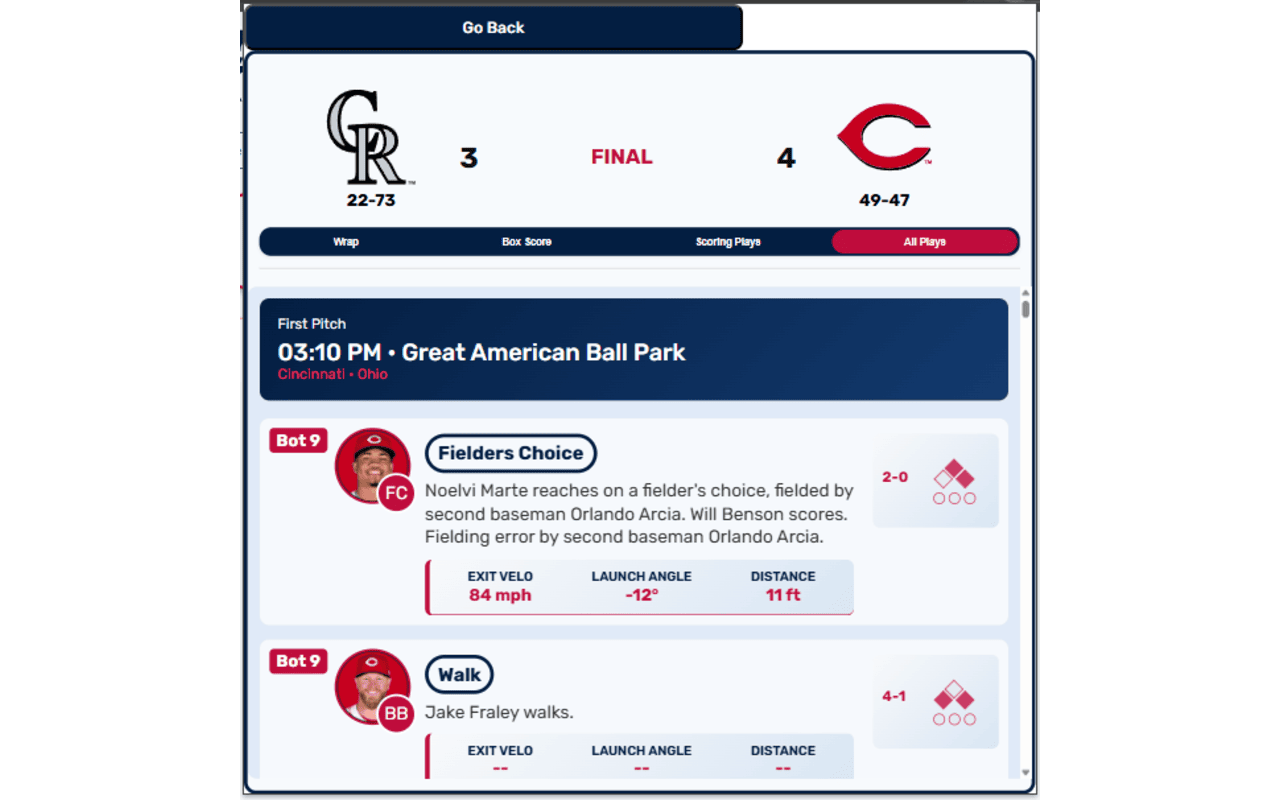 Go Back
CR™
3
FINAL
4
C™
22-73
49-47
Wrap
Box Score
Scoring Plays
All Plays
First Pitch
03:10 PM • Great American Ball Park
Cincinnati • Ohio
Bot 9
FC
Fielders Choice
Noelvi Marte reaches on a fielder's choice, fielded by
second baseman Orlando Arcia. Will Benson scores.
Fielding error by second baseman Orlando Arcia.
2-0
EXIT VELO
LAUNCH ANGLE
DISTANCE
84 mph
-12°
11 ft
Bot 9
BB
Walk
Jake Fraley walks.
4-1
EXIT VELO
LAUNCH ANGLE
DISTANCE
--
--
--